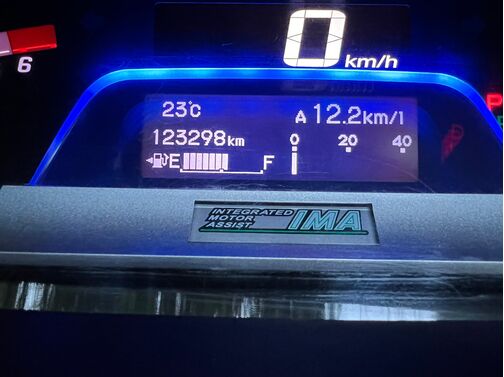 0 km/h
6
23°C
A 12.2km/l
123298km
0 20 40
E F
INTEGRATED
MOTOR
ASSIST
IMA
P